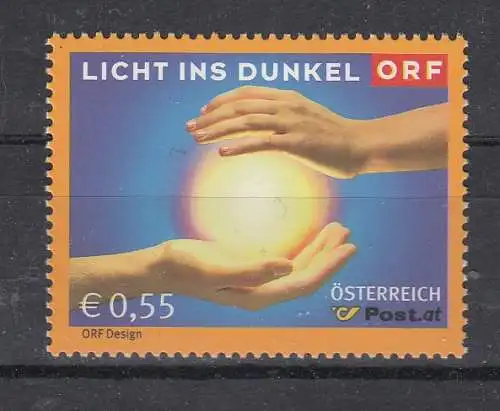 LICHT INS DUNKEL ORF
€ 0,55
ÖSTERREICH
Post.at
ORF Design